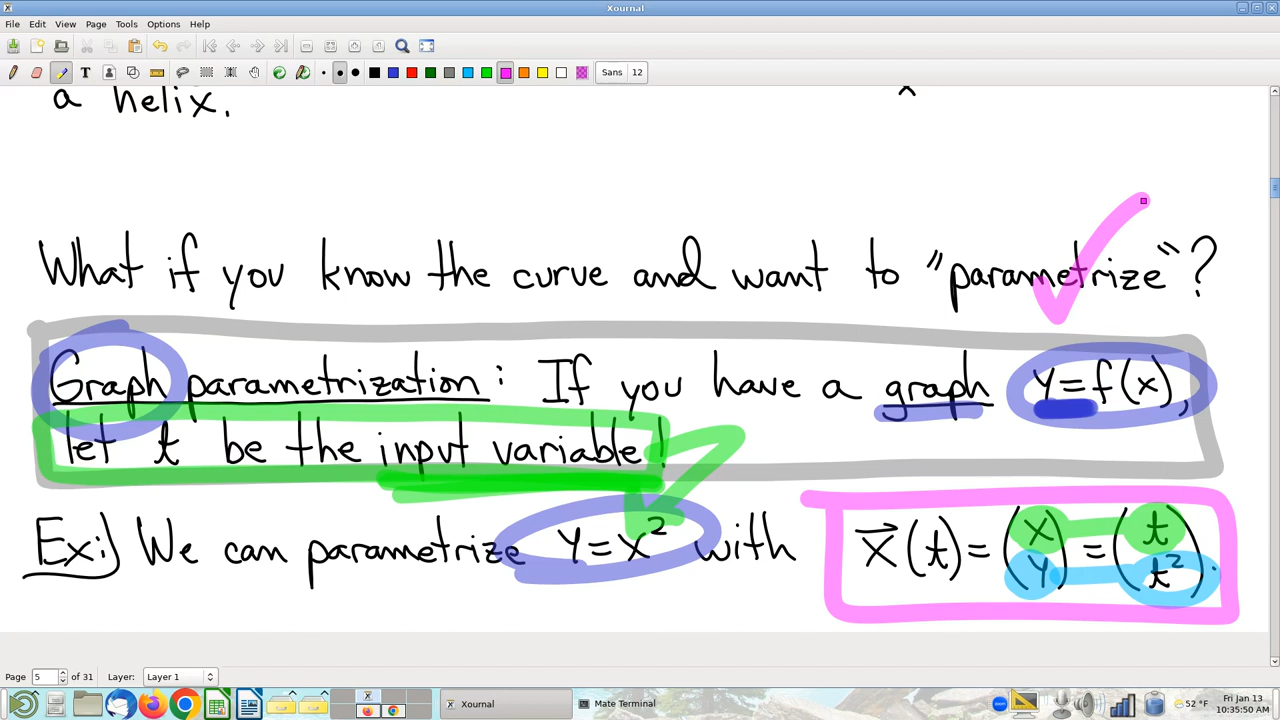 Xournal
File Edit View Page Tools Options Help
Sans 12
a helix.
x
What if you know the curve and want to "parametrize"?
Graph parametrization: If you have a graph y=f(x),
let t be the input variable!
Ex:) We can parametrize y=x² with x⃗(t)=(x y)=(t t²).
Page 5 of 31 Layer: Layer 1
Xournal Mate Terminal zoom 52 °F Fri Jan 13
10:35:50 AM